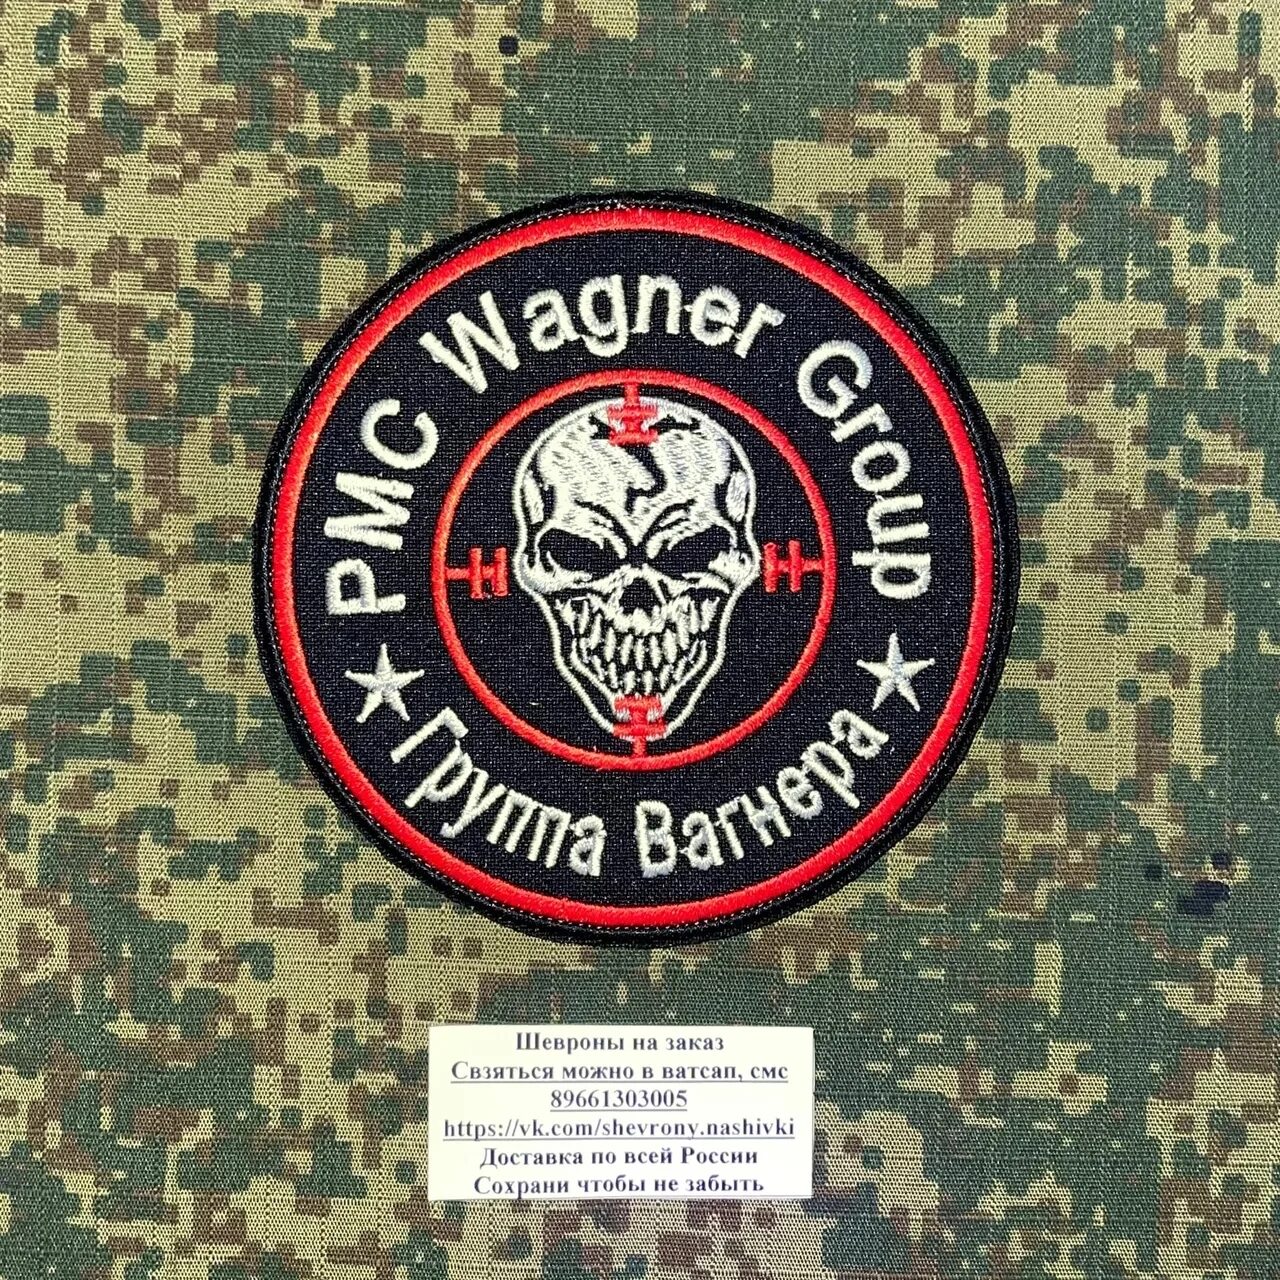 PMC Wagner Group
Группа Вагнера
Шевроны на заказ
Свзяться можно в ватсап, смс
89661303005
https://vk.com/shevrony.nashivki
Доставка по всей России
Сохрани чтобы не забыть